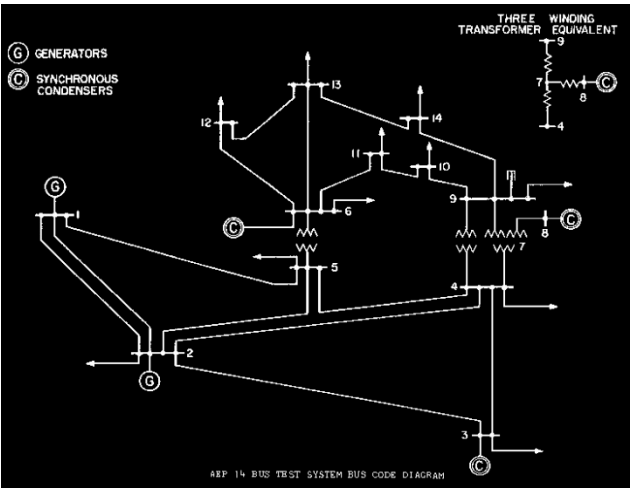 THREE WINDING
TRANSFORMER EQUIVALENT
G GENERATORS
C SYNCHRONOUS
CONDENSERS
9
7
C
8
4
13
14
12
11
10
9
6
C
G
1
C
8
7
5
4
2
G
3
C
AEP 14 BUS TEST SYSTEM BUS CODE DIAGRAM